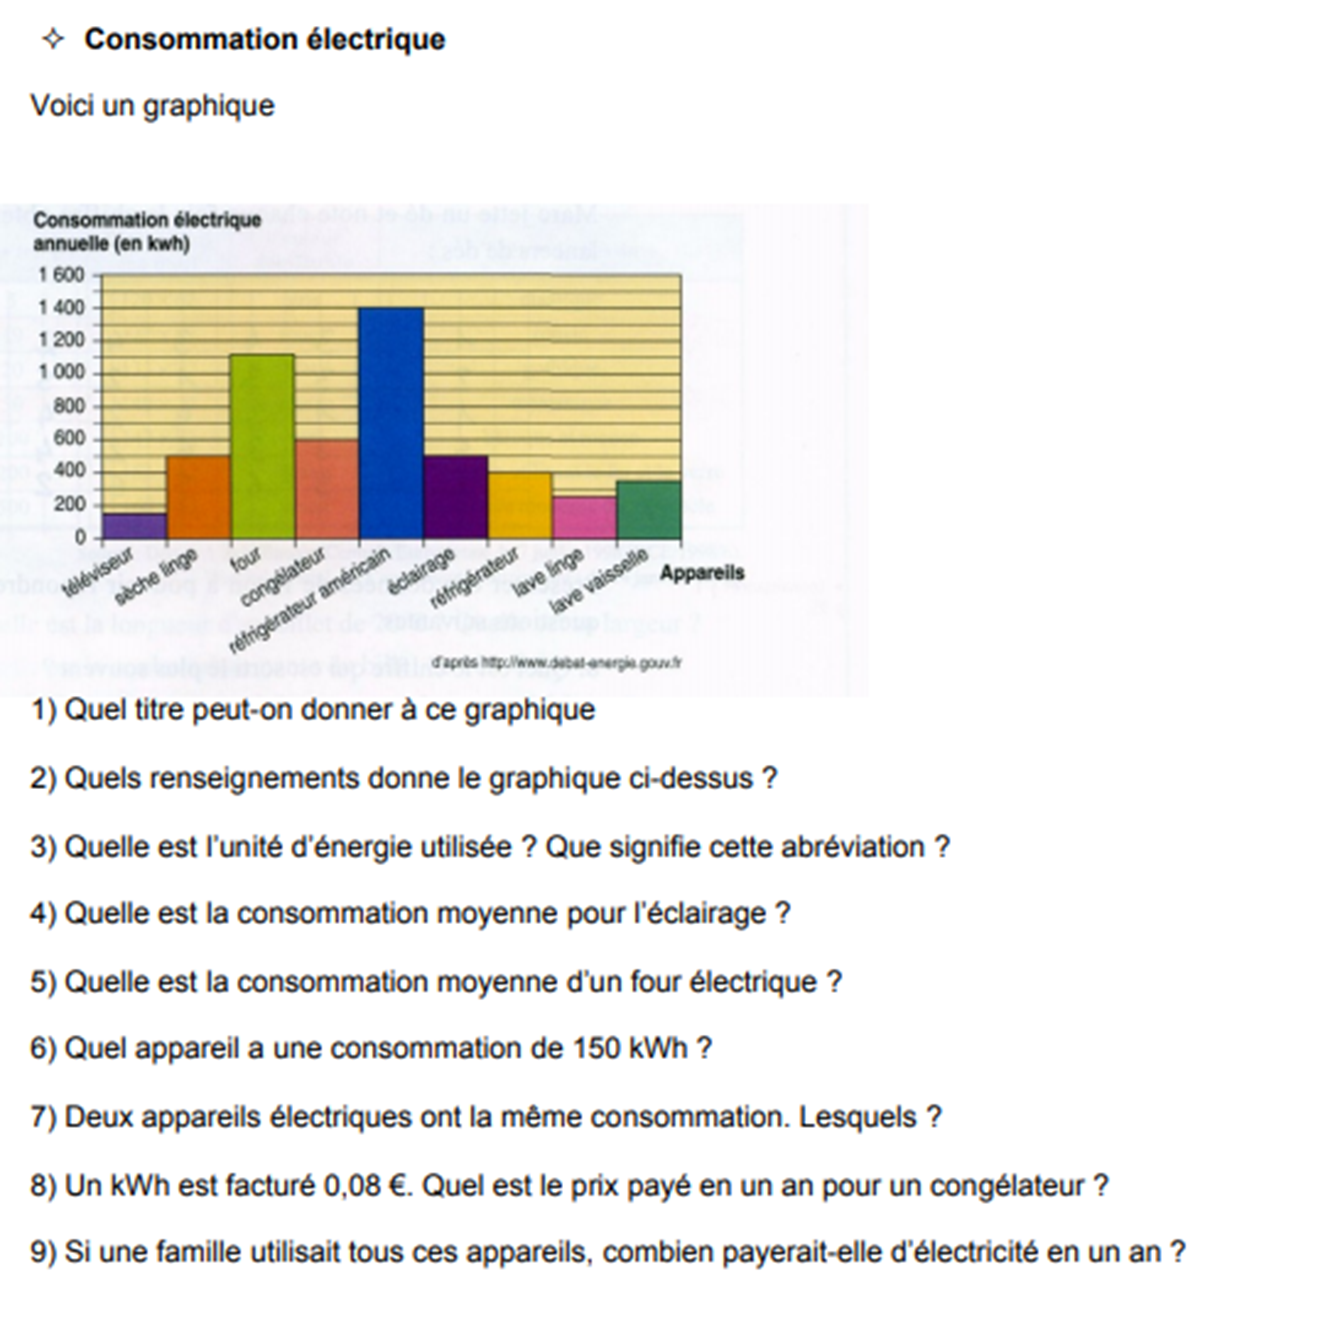 ✧ Consommation électrique
Voici un graphique
Consommation électrique
annuelle (en kwh)
1 600
1 400
1 200
1 000
800
600
400
200
0
téléviseur
sèche linge
four
congélateur
réfrigérateur américain
éclairage
réfrigérateur
lave linge
lave vaisselle
Appareils
d'après http://www.debat-energie.gouv.fr
1) Quel titre peut-on donner à ce graphique
2) Quels renseignements donne le graphique ci-dessus ?
3) Quelle est l'unité d'énergie utilisée ? Que signifie cette abréviation ?
4) Quelle est la consommation moyenne pour l'éclairage ?
5) Quelle est la consommation moyenne d'un four électrique ?
6) Quel appareil a une consommation de 150 kWh ?
7) Deux appareils électriques ont la même consommation. Lesquels ?
8) Un kWh est facturé 0,08 €. Quel est le prix payé en un an pour un congélateur ?
9) Si une famille utilisait tous ces appareils, combien payerait-elle d'électricité en un an ?